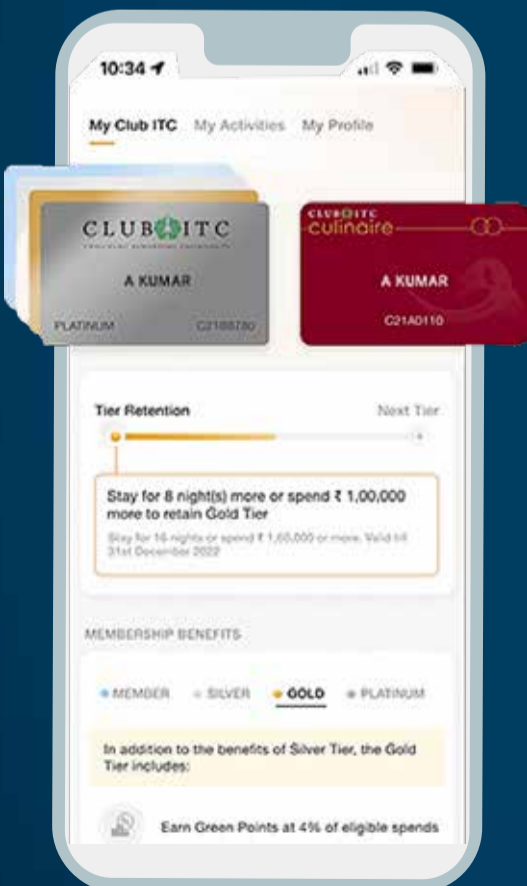 10:34
My Club ITC My Activities My Profile
CLUB ITC
A KUMAR
PLATINUM
CLUB ITC
culinaire
A KUMAR
C21A0110
Tier Retention Next Tier
Stay for 8 night(s) more or spend ₹ 1,00,000
more to retain Gold Tier
Stay for 16 nights or spend ₹ or more. Valid till
31st December 2022
MEMBERSHIP BENEFITS
MEMBER SILVER GOLD PLATINUM
In addition to the benefits of Silver Tier, the Gold
Tier includes:
Earn Green Points at 4% of eligible spends